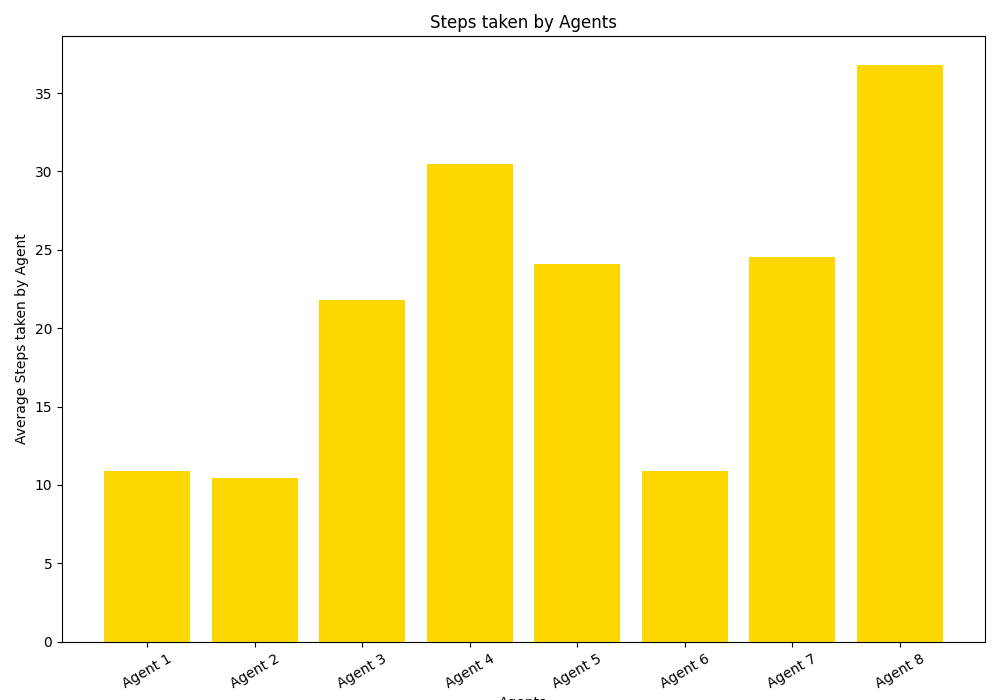 Steps taken by Agents
Average Steps taken by Agent
35
30
25
20
15
10
5
0
Agent 1
Agent 2
Agent 3
Agent 4
Agent 5
Agent 6
Agent 7
Agent 8
Agents